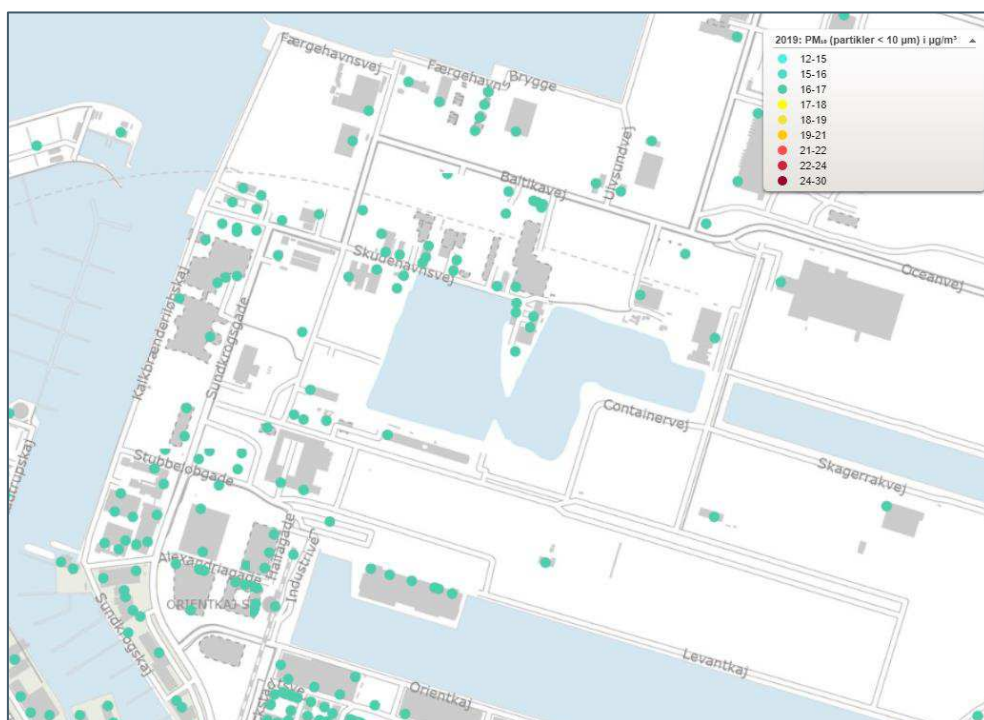 2019: PM₁₀ (partikler < 10 µm) i µg/m³
12-15
15-16
16-17
17-18
18-19
19-21
21-22
22-24
24-30
Færgehavnsvej
Færgehavns
Brygge
Ulvsundvej
Baltikavej
Skudehavnsvej
Oceanvej
Kalkbrænderiløbskaj
Sundkrogsgade
Containervej
Skagerrakvej
Stubbeløbgade
Alexandriagade
Haifagade
Industrivej
ORIENTKAJ S
Sundkrogskaj
Levantkaj
Orientkaj